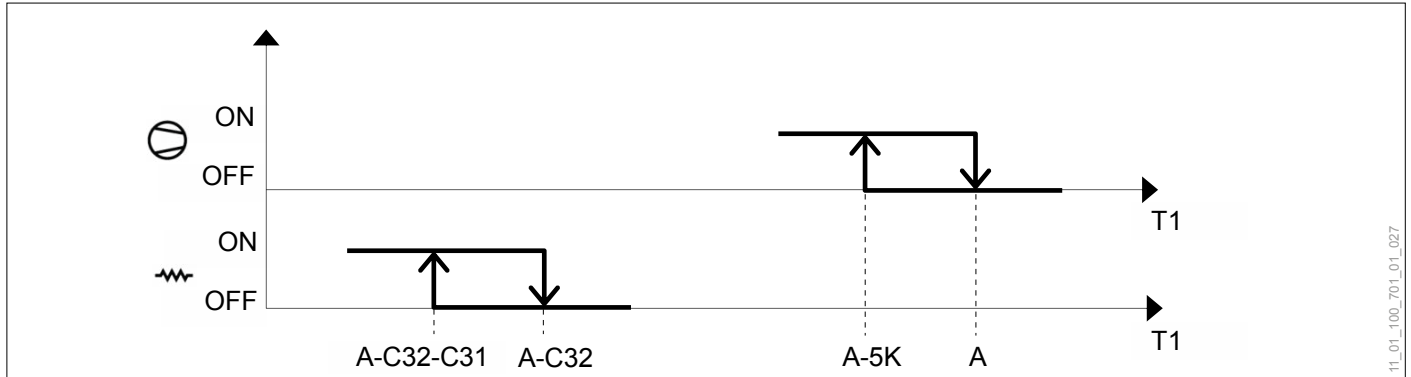 ON
OFF
T1
ON
OFF
T1
A-C32-C31 A-C32 A-5K A
11_01_100_701_01_027